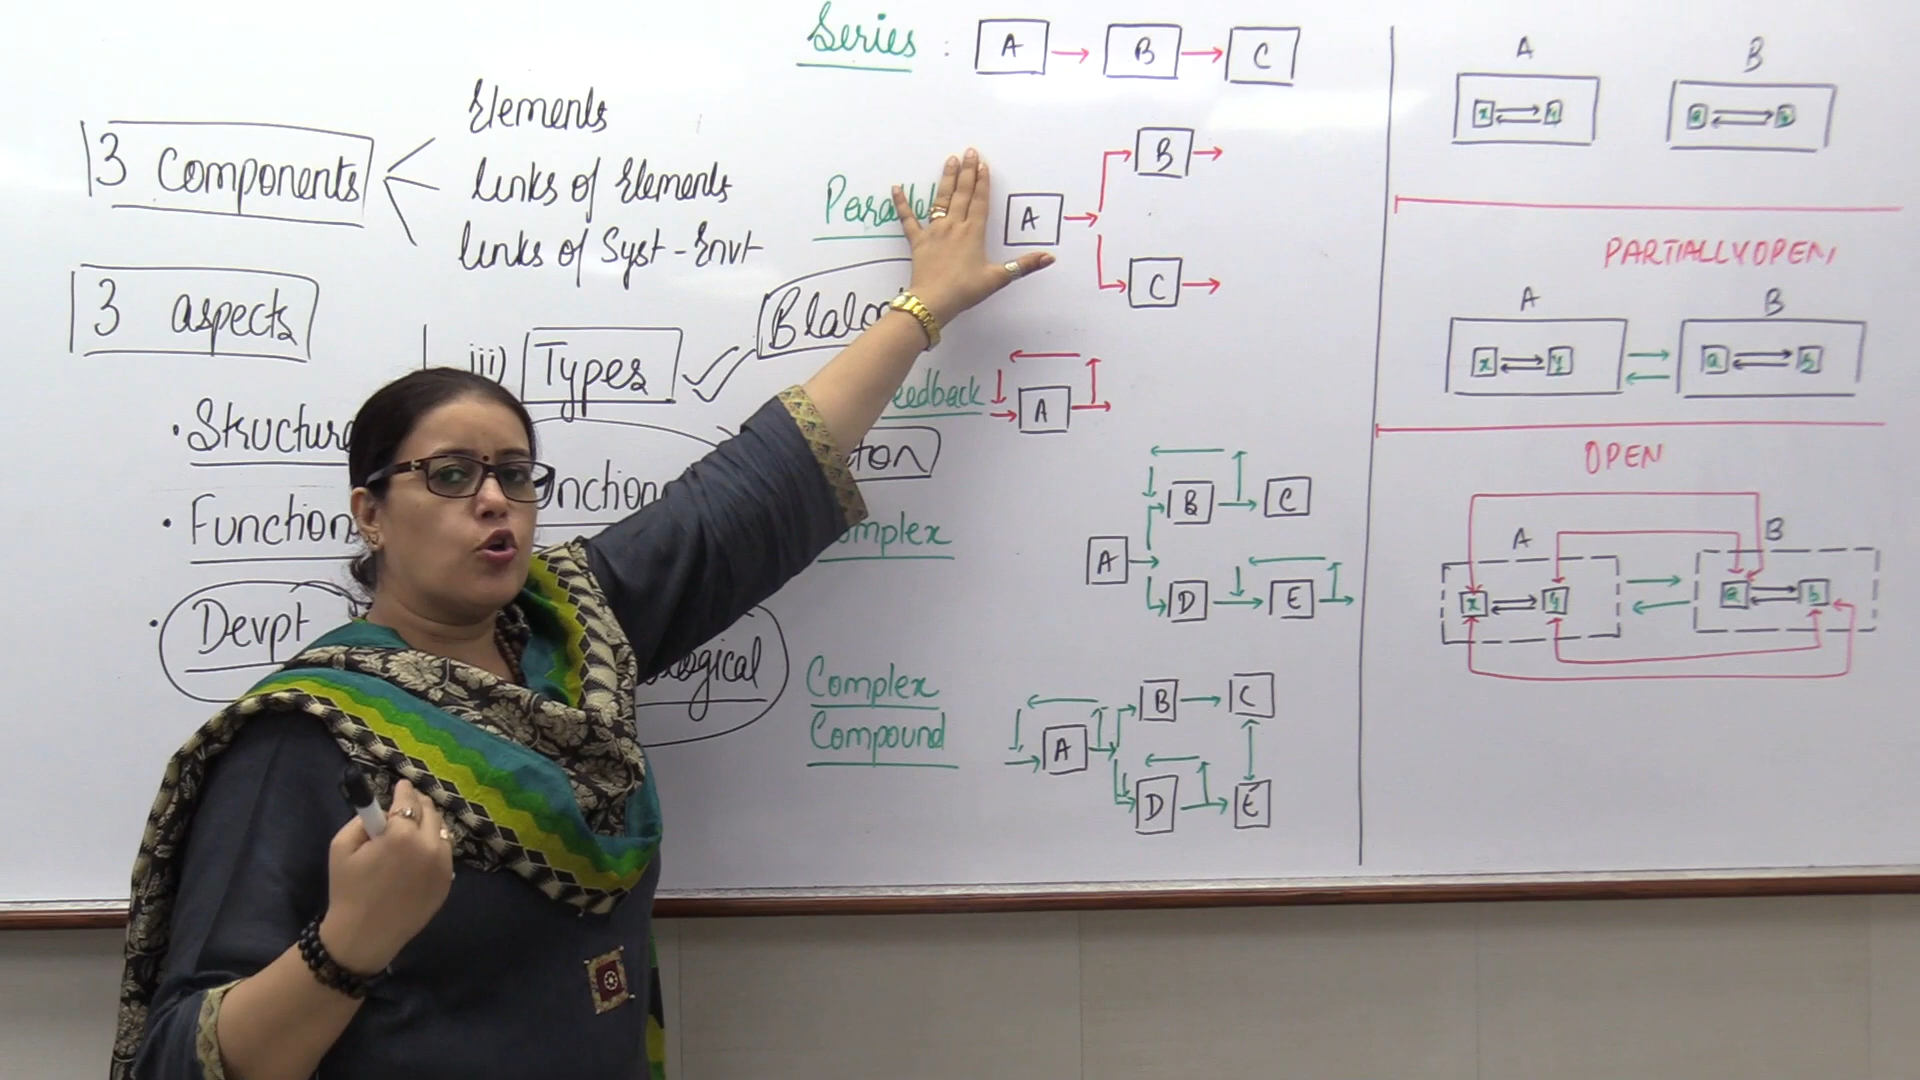 3 Components
Elements
links of Elements
links of Syst-Envt
3 aspects
• Structure
• Function
• Devpt
iii) Types
Series : A B C
A B C
A
A B C D E
Complex
Compound
A B C D E
A B
x y a b
PARTIALLY OPEN
A B
x y a b
OPEN
A B
x y a b